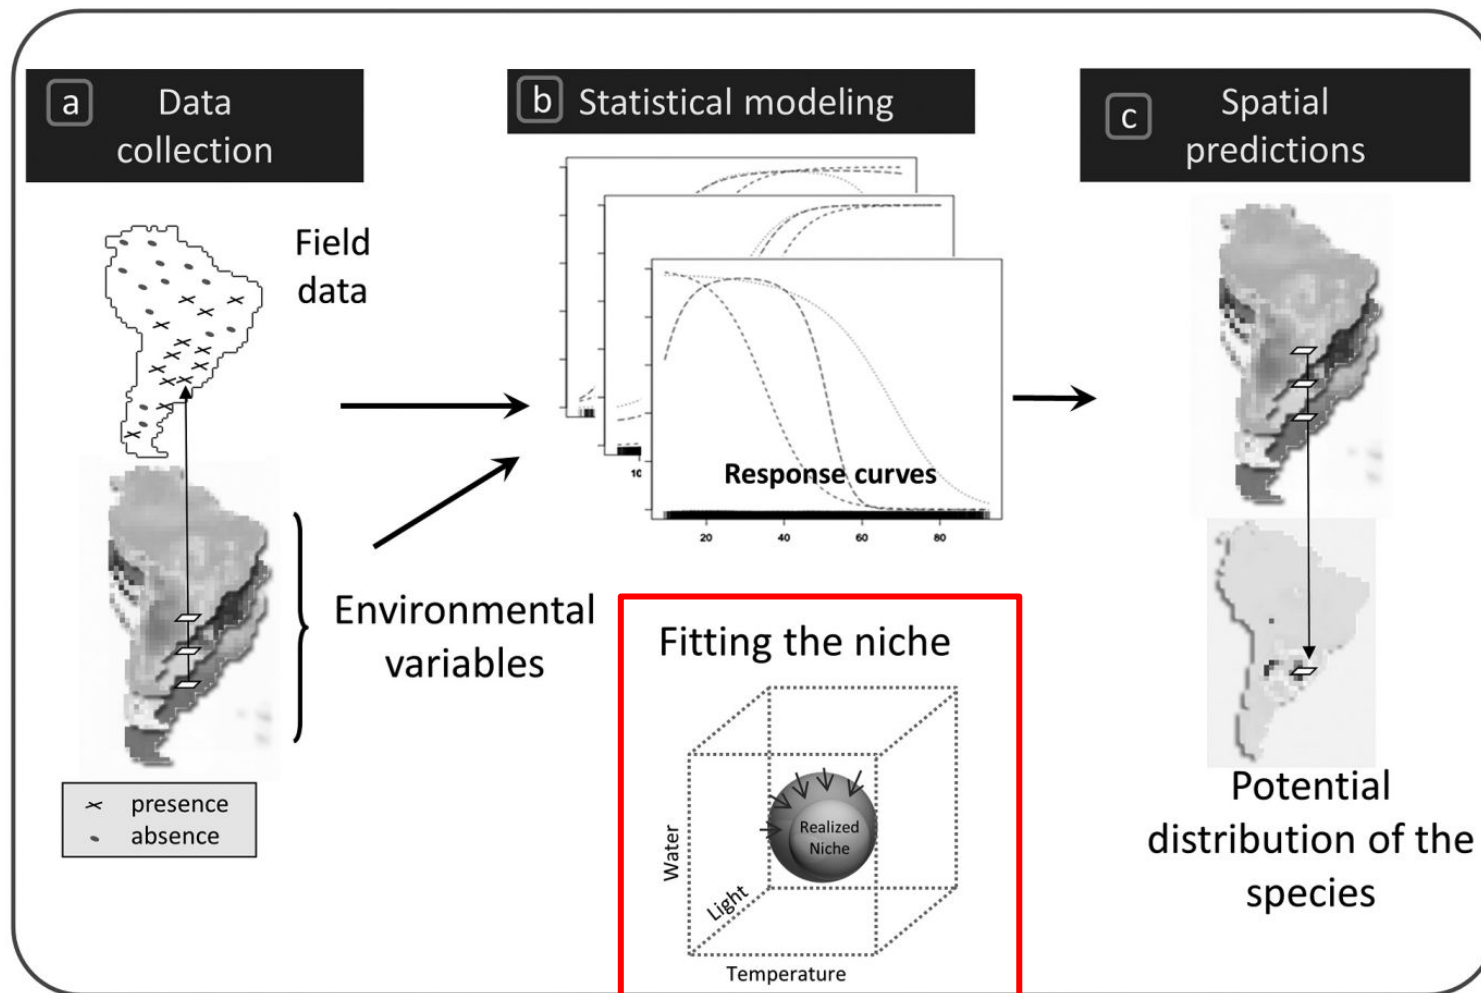 a
Data
collection
Field
data
Environmental
variables
presence
absence
b
Statistical modeling
10
Response curves
20 40 60 80
Fitting the niche
Realized
Niche
Water
Light
Temperature
c
Spatial
predictions
Potential
distribution of the
species